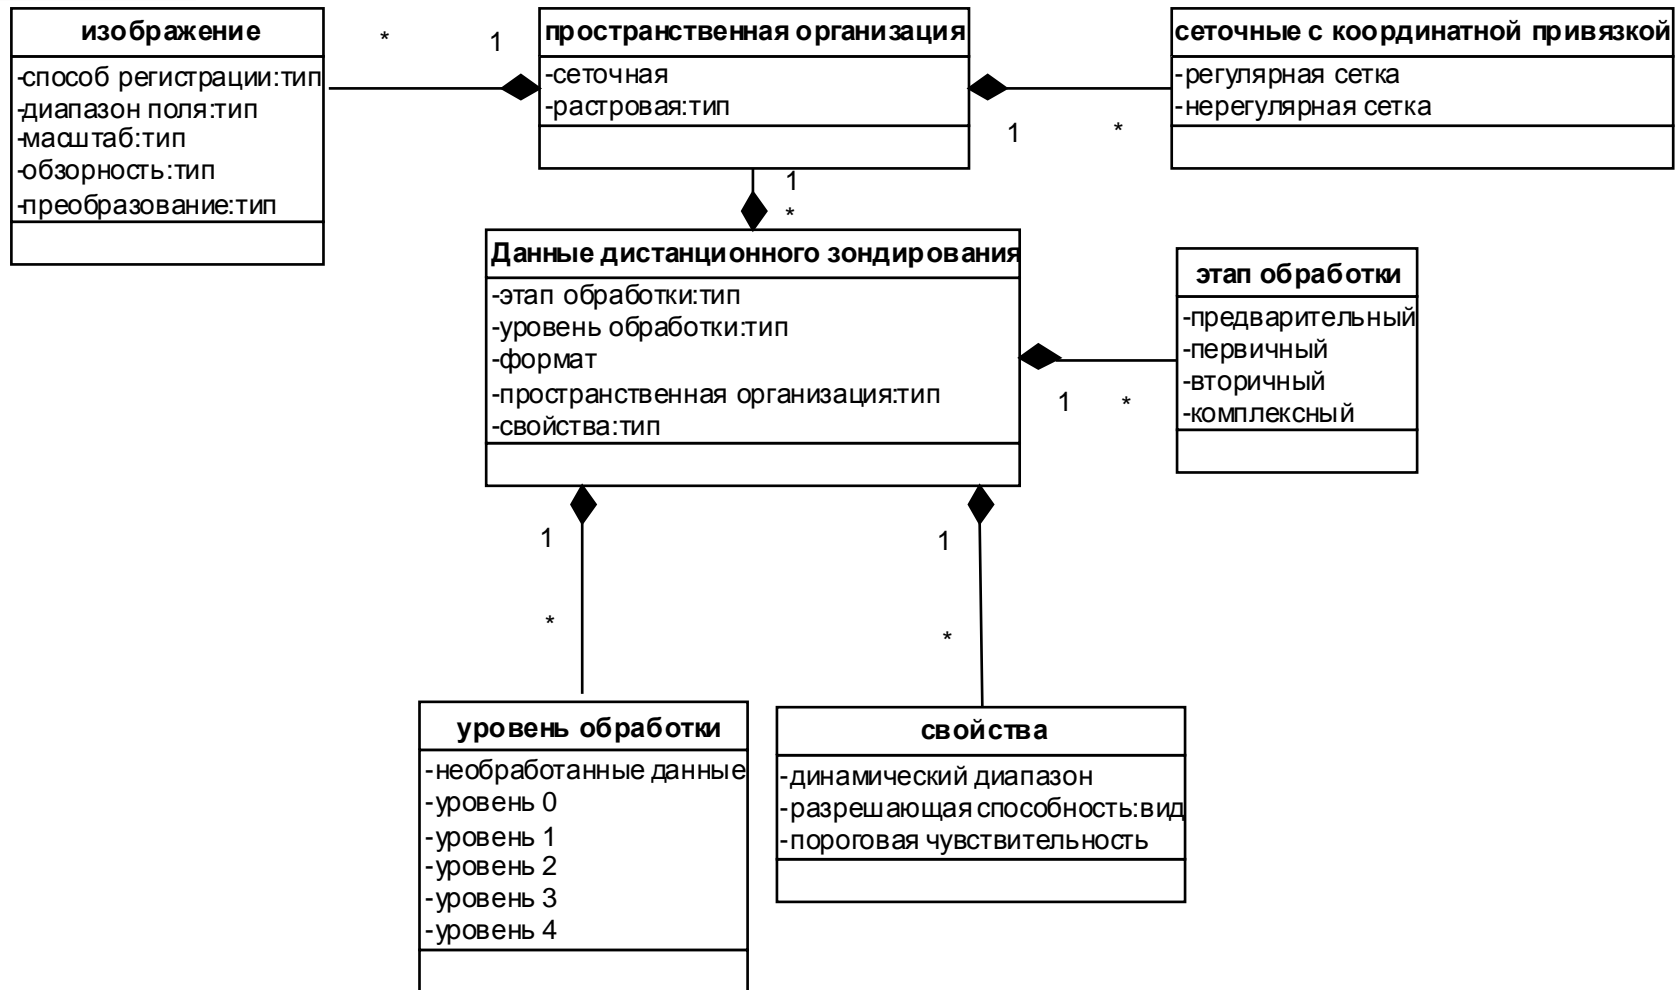 изображение
-способ регистрации:тип
-диапазон поля:тип
-масштаб:тип
-обзорность:тип
-преобразование:тип
* 1
пространственная организация
-сеточная
-растровая:тип
1 *
сеточные с координатной привязкой
-регулярная сетка
-нерегулярная сетка
1
*
Данные дистанционного зондирования
-этап обработки:тип
-уровень обработки:тип
-формат
-пространственная организация:тип
-свойства:тип
1 *
этап обработки
-предварительный
-первичный
-вторичный
-комплексный
1
*
1
*
уровень обработки
-необработанные данные
-уровень 0
-уровень 1
-уровень 2
-уровень 3
-уровень 4
свойства
-динамический диапазон
-разрешающая способность:вид
-пороговая чувствительность